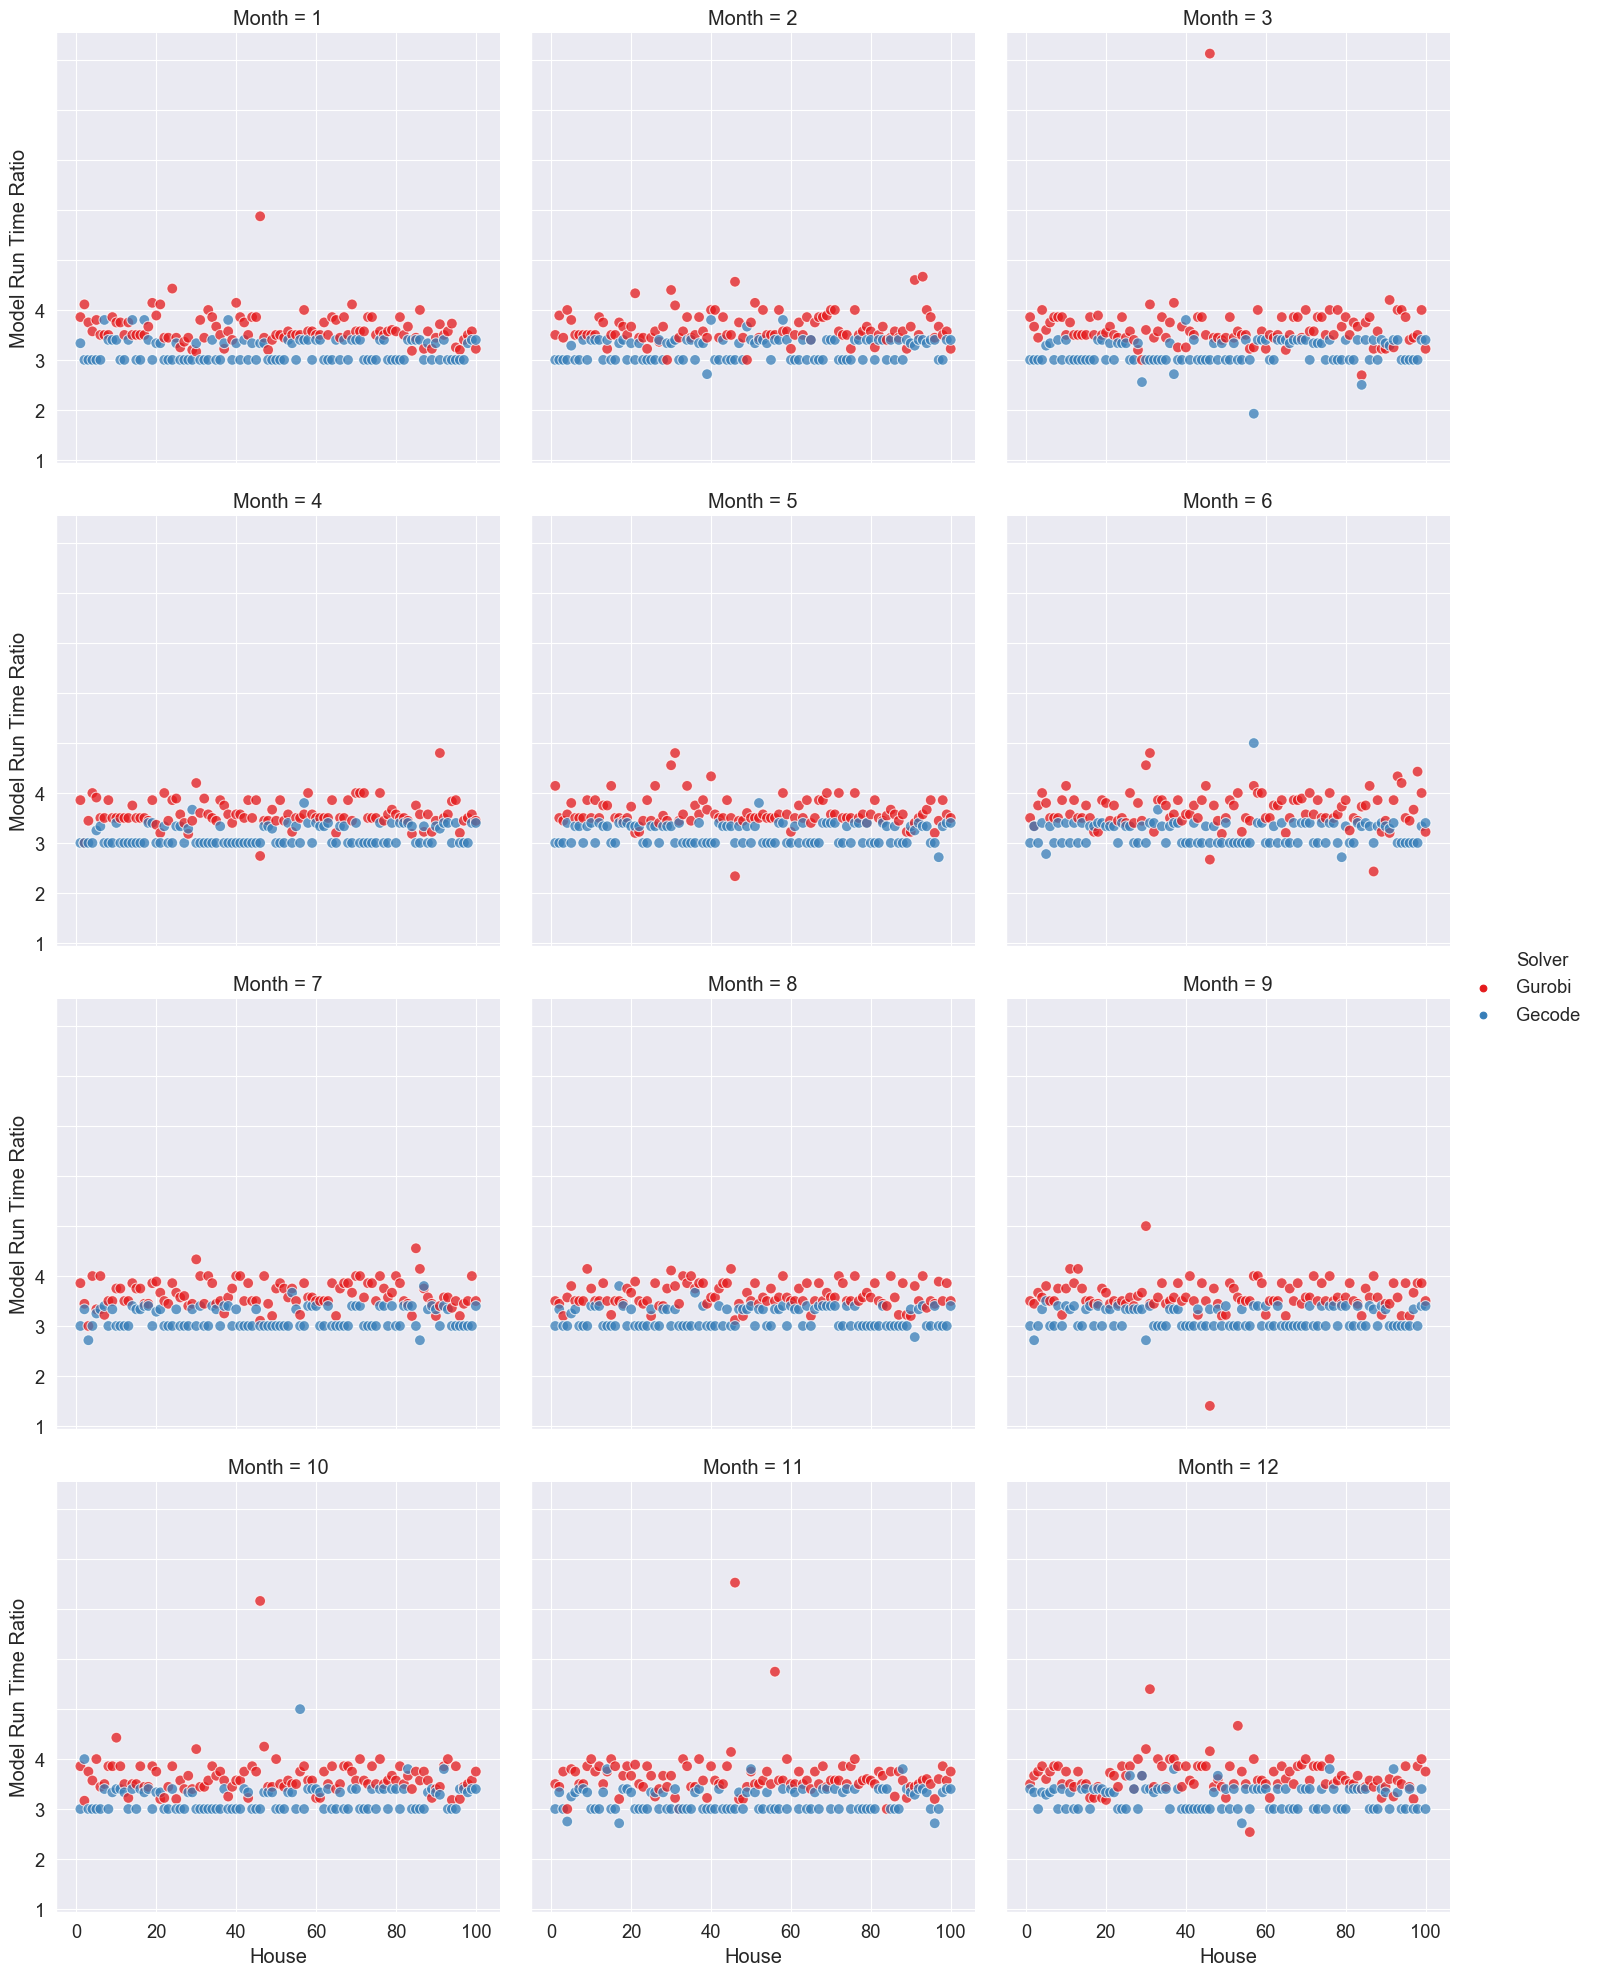 Month = 1
Month = 2
Month = 3
Model Run Time Ratio
4
3
2
1
Month = 4
Month = 5
Month = 6
Model Run Time Ratio
4
3
2
1
Solver
Gurobi
Gecode
Month = 7
Month = 8
Month = 9
Model Run Time Ratio
4
3
2
1
Month = 10
Month = 11
Month = 12
Model Run Time Ratio
4
3
2
1
0 20 40 60 80 100
0 20 40 60 80 100
0 20 40 60 80 100
House
House
House